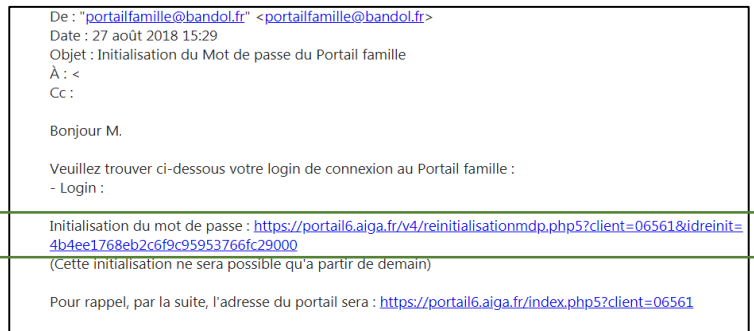 De : "portailfamille@bandol.fr" <portailfamille@bandol.fr>
Date : 27 août 2018 15:29
Objet : Initialisation du Mot de passe du Portail famille
À : <
Cc :
Bonjour M.
Veuillez trouver ci-dessous votre login de connexion au Portail famille :
- Login :
Initialisation du mot de passe : https://portail6.aiga.fr/v4/reinitialisationmdp.php5?client=06561&idreinit=
4b4ee1768eb2c6f9c95953766fc29000
(Cette initialisation ne sera possible qu'a partir de demain)
Pour rappel, par la suite, l'adresse du portail sera : https://portail6.aiga.fr/index.php5?client=06561